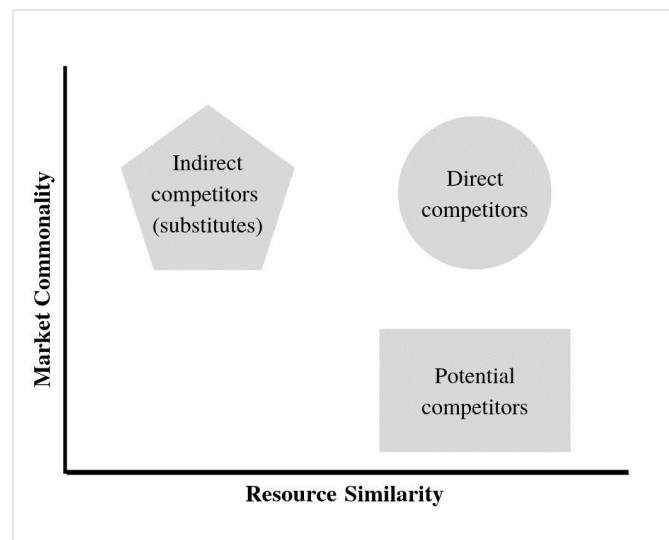 Indirect
competitors
(substitutes)
Direct
competitors
Potential
competitors
Market Commonality
Resource Similarity